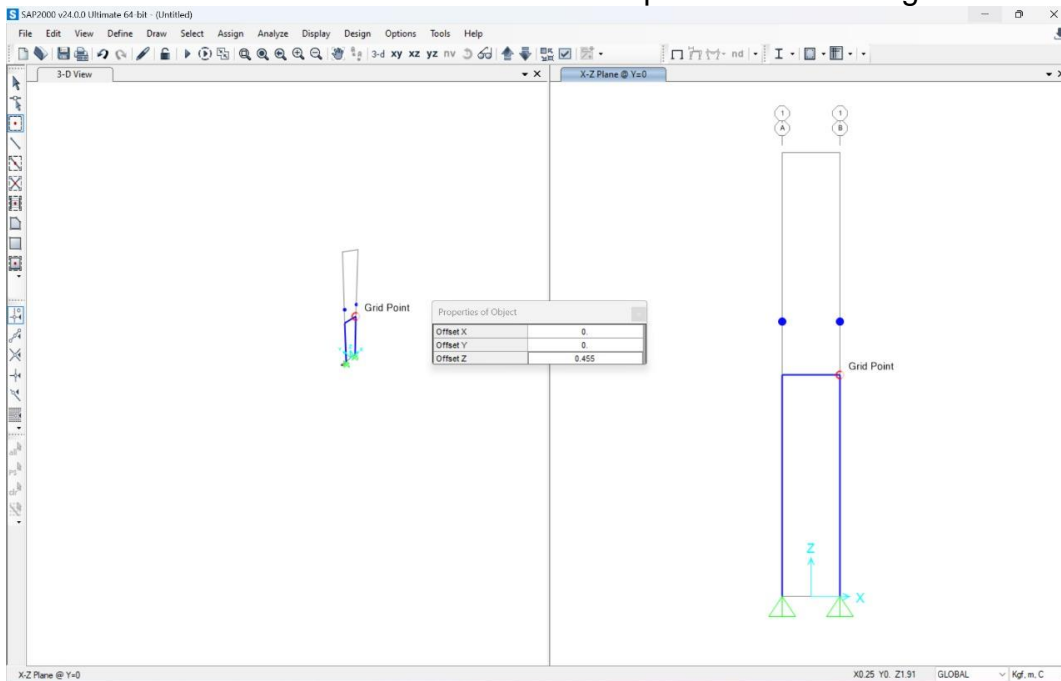 SAP2000 v24.0.0 Ultimate 64-bit - (Untitled)
File Edit View Define Draw Select Assign Analyze Display Design Options Tools Help
3-d xy xz yz nv nd
3-D View
X-Z Plane @ Y=0
1 1
A B
Grid Point
Properties of Object
Offset X 0.
Offset Y 0.
Offset Z 0.455
Grid Point
Z
X
X-Z Plane @ Y=0
X0.25 Y0. Z1.91 GLOBAL Kgf, m, C